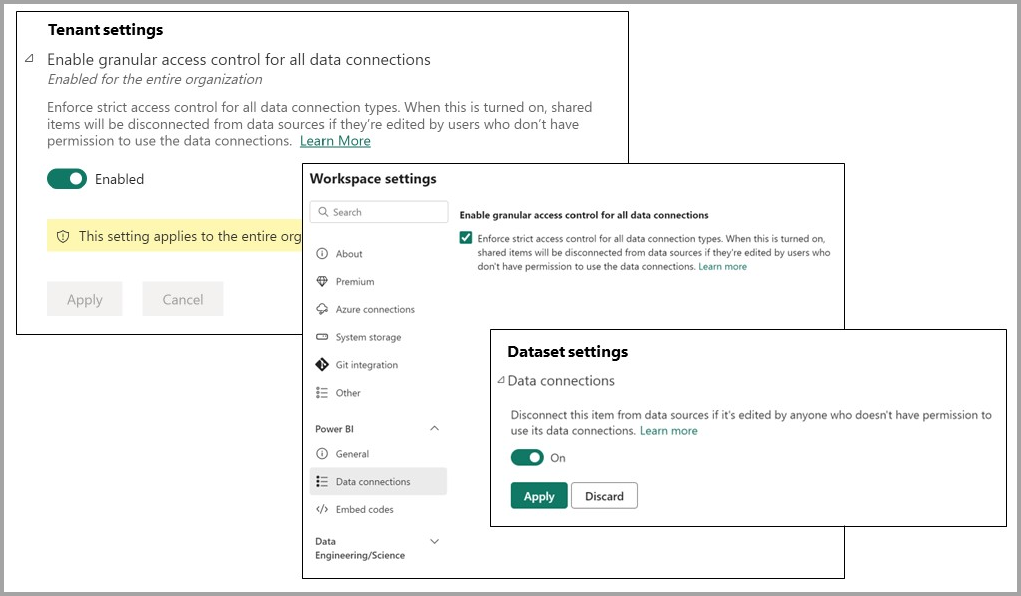 Tenant settings
Enable granular access control for all data connections
Enabled for the entire organization
Enforce strict access control for all data connection types. When this is turned on, shared
items will be disconnected from data sources if they're edited by users who don't have
permission to use the data connections. Learn More
Enabled
This setting applies to the entire org
Apply
Cancel
Workspace settings
Search
About
Premium
Azure connections
System storage
Git integration
Other
Power BI
General
Data connections
Embed codes
Data
Engineering/Science
Enable granular access control for all data connections
Enforce strict access control for all data connection types. When this is turned on,
shared items will be disconnected from data sources if they're edited by users who
don't have permission to use the data connections. Learn more
Dataset settings
Data connections
Disconnect this item from data sources if it's edited by anyone who doesn't have permission to
use its data connections. Learn more
On
Apply
Discard